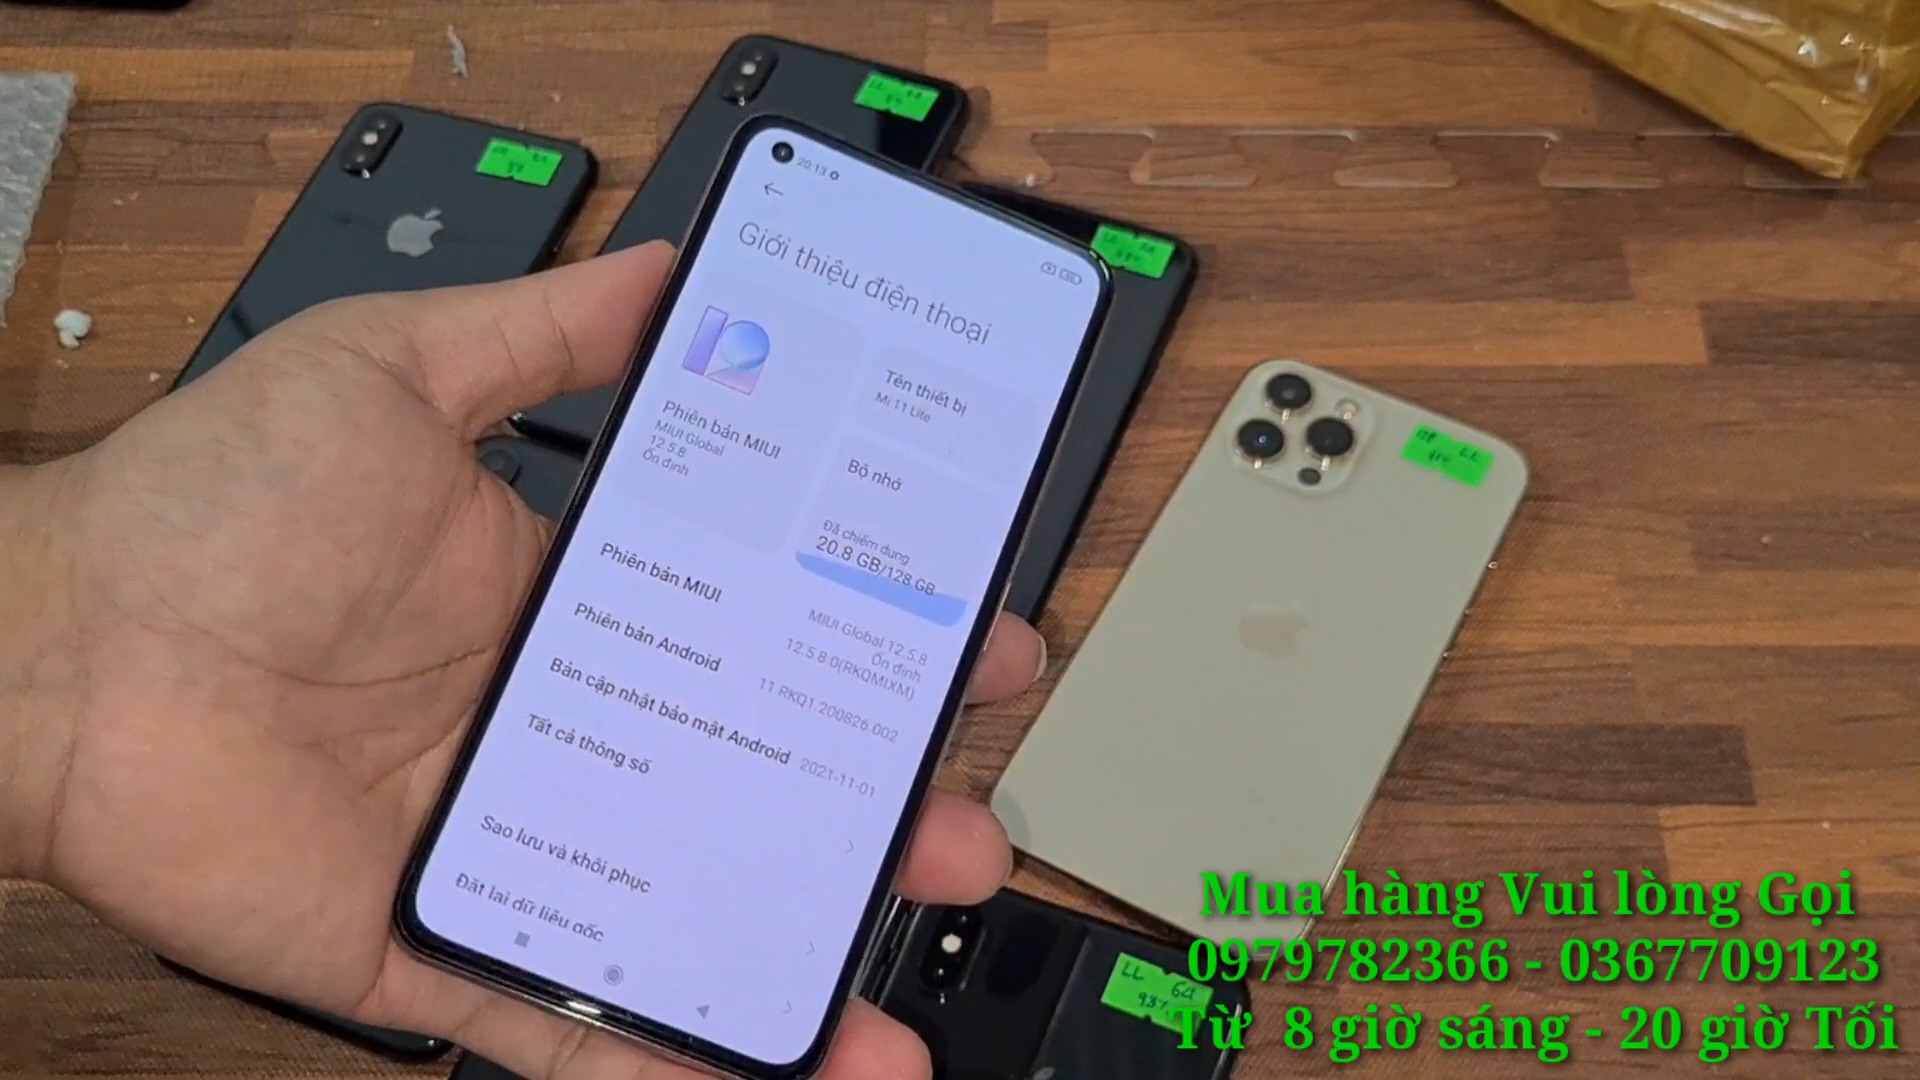 20:13
Giới thiệu điện thoại
Phiên bản MIUI
MIUI Global
12.5.8
Ổn định
Tên thiết bị
Mi 11 Lite
Bộ nhớ
Đã chiếm dụng
20.8 GB/128 GB
Phiên bản MIUI
MIUI Global 12.5.8
Ổn định
12.5.8.0(RKQMIXM)
Phiên bản Android
11 RKQ1.200826.002
Bản cập nhật bảo mật Android
2021-11-01
Tất cả thông số
Sao lưu và khôi phục
Đặt lại dữ liệu gốc
LL 64
98%
Mua hàng Vui lòng Gọi
0979782366 - 0367709123
Từ 8 giờ sáng - 20 giờ Tối